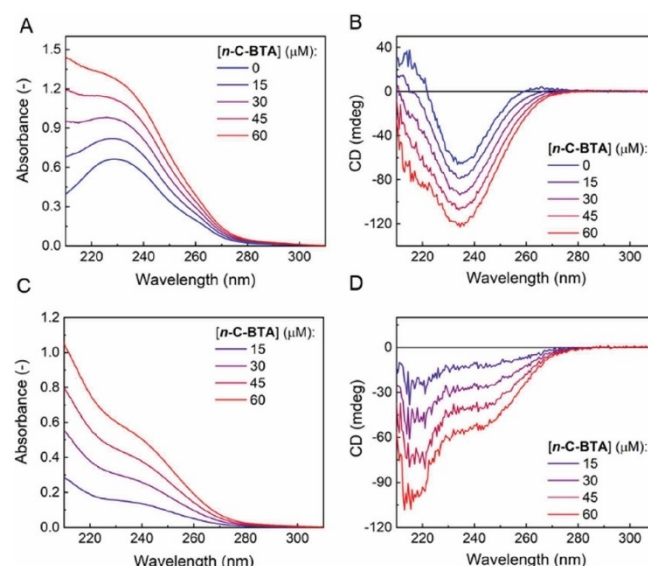 A
[n-C-BTA] (μM):
0
15
30
45
60
Absorbance (-)
1.5
1.2
0.9
0.6
0.3
0.0
220 240 260 280 300
Wavelength (nm)
B
CD (mdeg)
40
0
-40
-80
-120
[n-C-BTA] (μM):
0
15
30
45
60
220 240 260 280 300
Wavelength (nm)
C
[n-C-BTA] (μM):
15
30
45
60
Absorbance (-)
1.2
1.0
0.8
0.6
0.4
0.2
0.0
220 240 260 280 300
Wavelength (nm)
D
CD (mdeg)
0
-30
-60
-90
-120
[n-C-BTA] (μM):
15
30
45
60
220 240 260 280 300
Wavelength (nm)